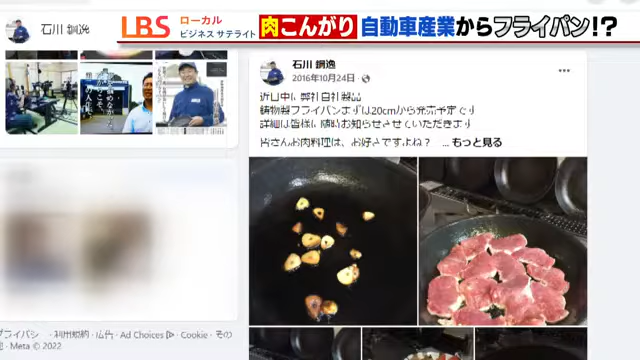 石川 鋼逸
LBS
ローカル
ビジネス サテライト
肉こんがり 自動車産業からフライパン!?
石川 鋼逸
2016年10月24日
近日中に 弊社自社製品
鋳物製フライパンまずは20cmから発売予定です
詳細は皆様に随時お知らせさせていただきます
皆さんお肉料理は、お好きですよね? ... もっと見る
プライバシー · 利用規約 · 広告 · Ad Choices · Cookie · その
他 · Meta © 2022